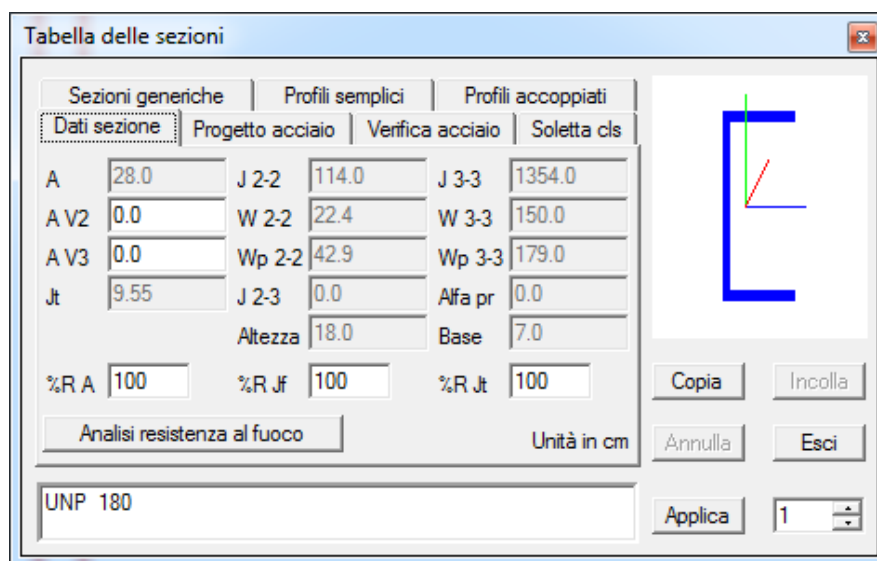 Tabella delle sezioni
Sezioni generiche Profili semplici Profili accoppiati
Dati sezione Progetto acciaio Verifica acciaio Soletta cls
A 28.0 J 2-2 114.0 J 3-3 1354.0
A V2 0.0 W 2-2 22.4 W 3-3 150.0
A V3 0.0 Wp 2-2 42.9 Wp 3-3 179.0
Jt 9.55 J 2-3 0.0 Alfa pr 0.0
Altezza 18.0 Base 7.0
%R A 100 %R Jf 100 %R Jt 100
Analisi resistenza al fuoco Unità in cm
UNP 180
Copia Incolla
Annulla Esci
Applica 1